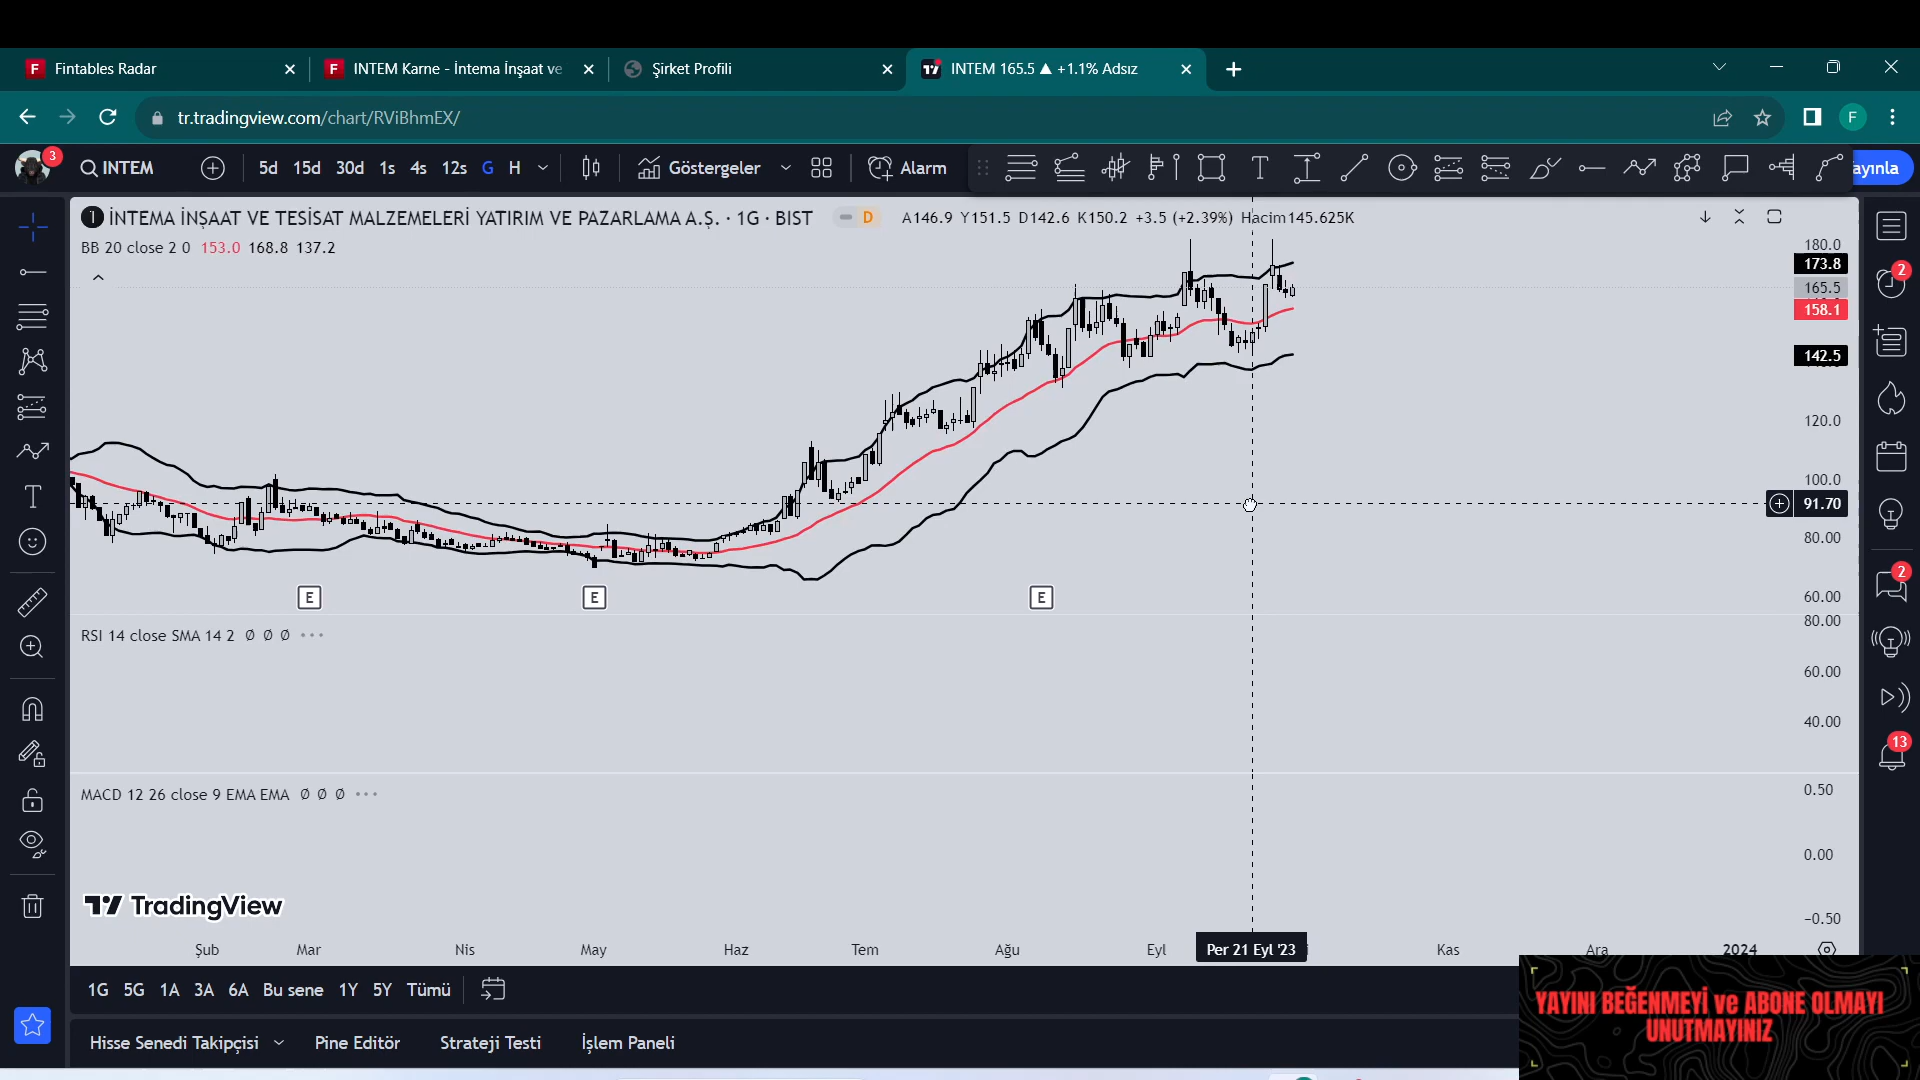 Fintables Radar
INTEM Karne - İntema İnşaat ve
Şirket Profili
INTEM 165.5 ▲ +1.1% Adsız
tr.tradingview.com/chart/RViBhmEX/
F
3
INTEM
5d 15d 30d 1s 4s 12s G H
Göstergeler
Alarm
ayınla
İNTEMA İNŞAAT VE TESİSAT MALZEMELERİ YATIRIM VE PAZARLAMA A.Ş. · 1G · BIST
D
A146.9 Y151.5 D142.6 K150.2 +3.5 (+2.39%) Hacim145.625K
BB 20 close 2 0 153.0 168.8 137.2
180.0
173.8
165.5
158.1
142.5
120.0
100.0
91.70
80.00
60.00
E
E
E
RSI 14 close SMA 14 2 Ø Ø Ø
80.00
60.00
40.00
MACD 12 26 close 9 EMA EMA Ø Ø Ø
0.50
0.00
−0.50
TradingView
Şub Mar Nis May Haz Tem Ağu Eyl Per 21 Eyl '23 Kas Ara 2024
2
2
13
1G 5G 1A 3A 6A Bu sene 1Y 5Y Tümü
Hisse Senedi Takipçisi Pine Editör Strateji Testi İşlem Paneli
YAYINI BEĞENMEYİ ve ABONE OLMAYI
UNUTMAYINIZ